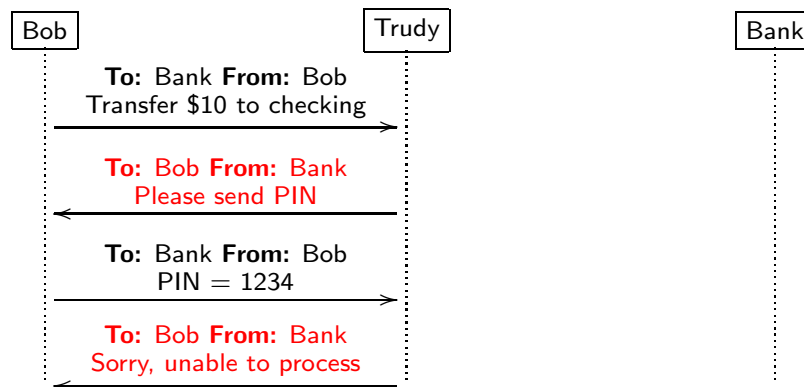 Bob Trudy Bank
To: Bank From: Bob
Transfer $10 to checking
To: Bob From: Bank
Please send PIN
To: Bank From: Bob
PIN = 1234
To: Bob From: Bank
Sorry, unable to process